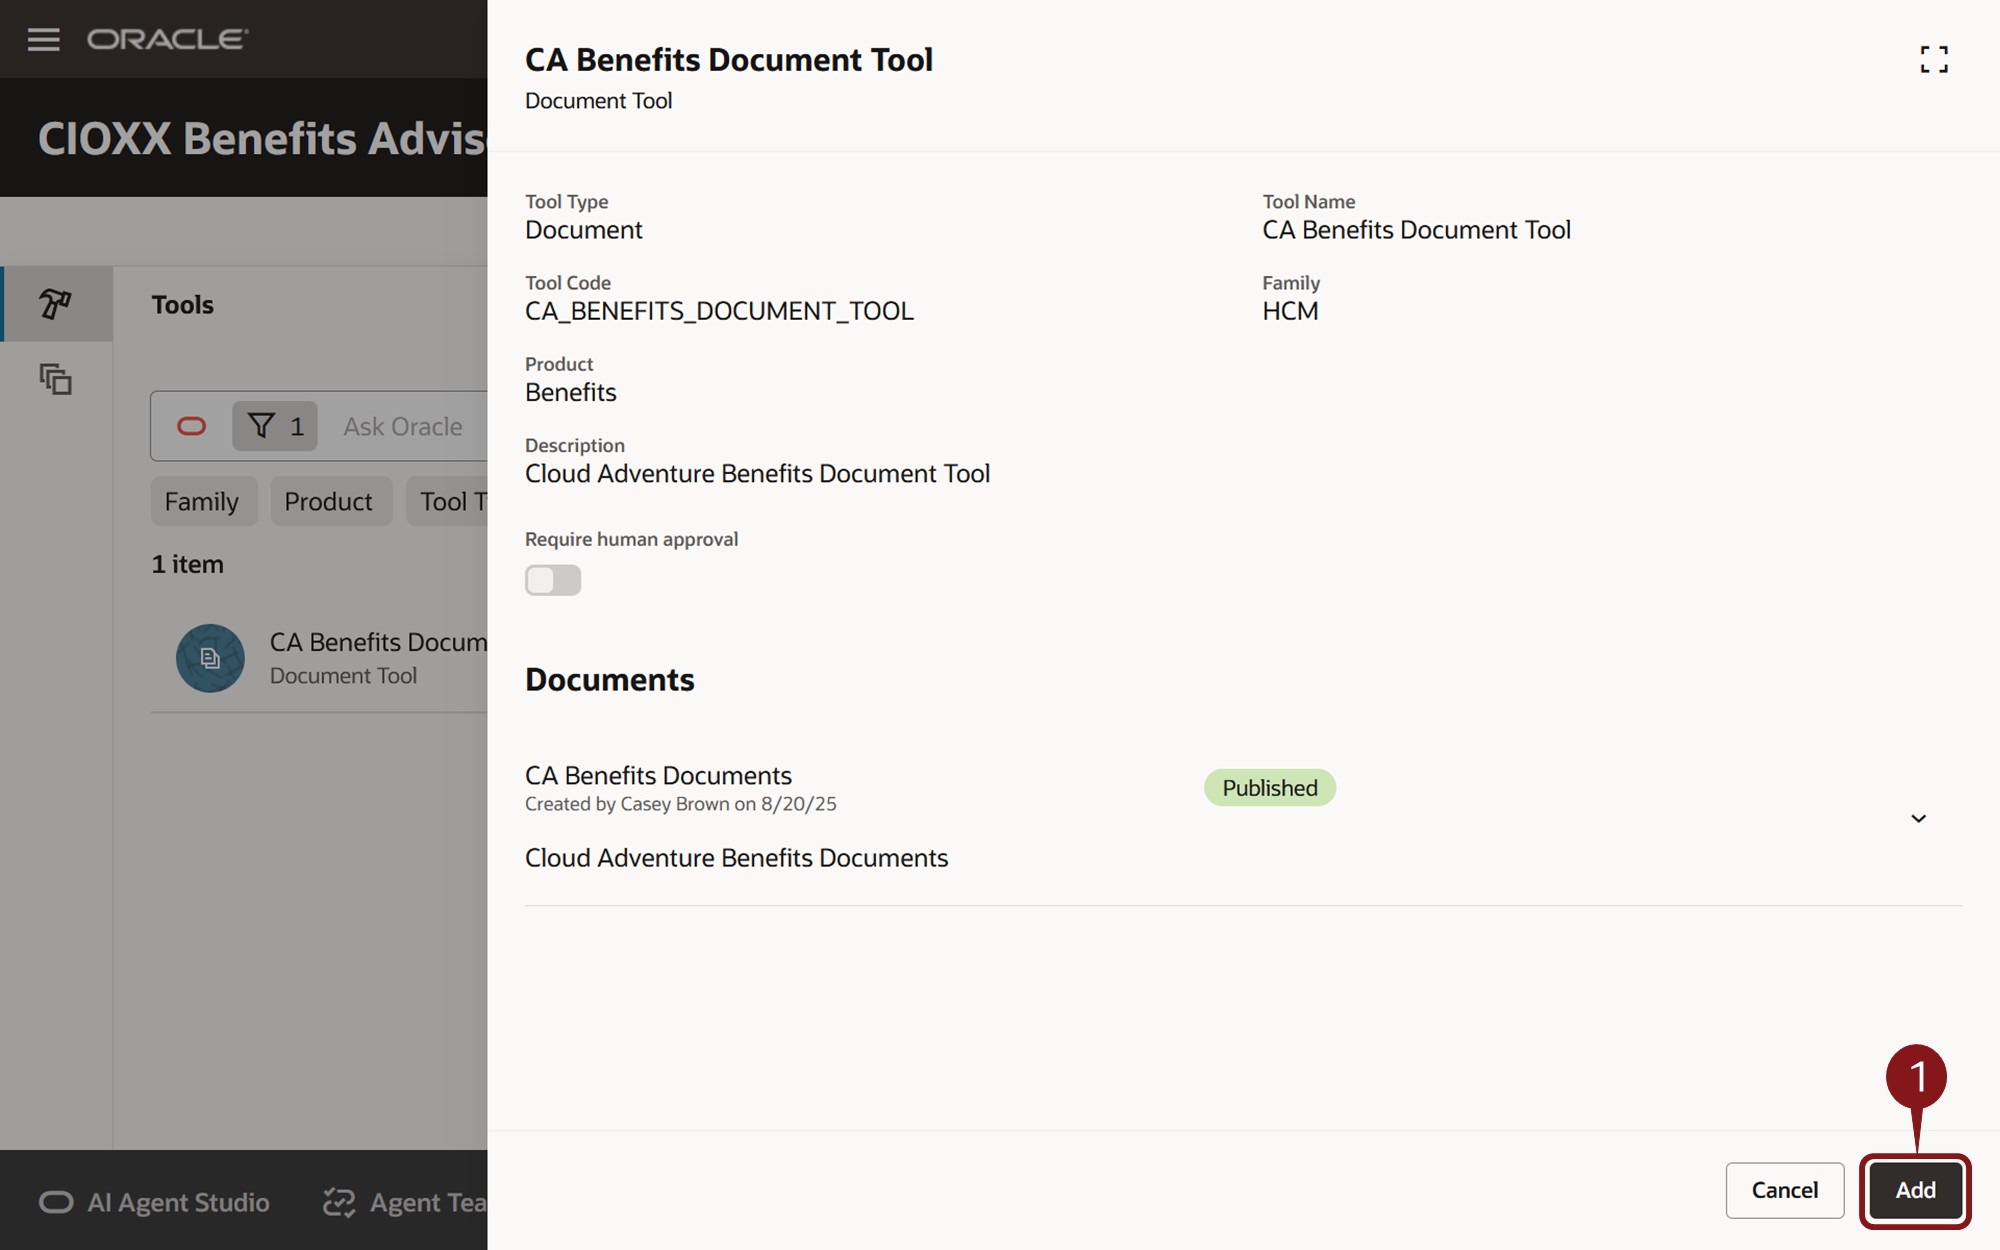 ORACLE
CIOXX Benefits Advis
Tools
1
Ask Oracle
Family
Product
Tool T
1 item
CA Benefits Docum
Document Tool
AI Agent Studio
Agent Tea
CA Benefits Document Tool
Document Tool
Tool Type
Document
Tool Name
CA Benefits Document Tool
Tool Code
CA_BENEFITS_DOCUMENT_TOOL
Family
HCM
Product
Benefits
Description
Cloud Adventure Benefits Document Tool
Require human approval
Documents
CA Benefits Documents
Created by Casey Brown on 8/20/25
Published
Cloud Adventure Benefits Documents
1
Cancel
Add